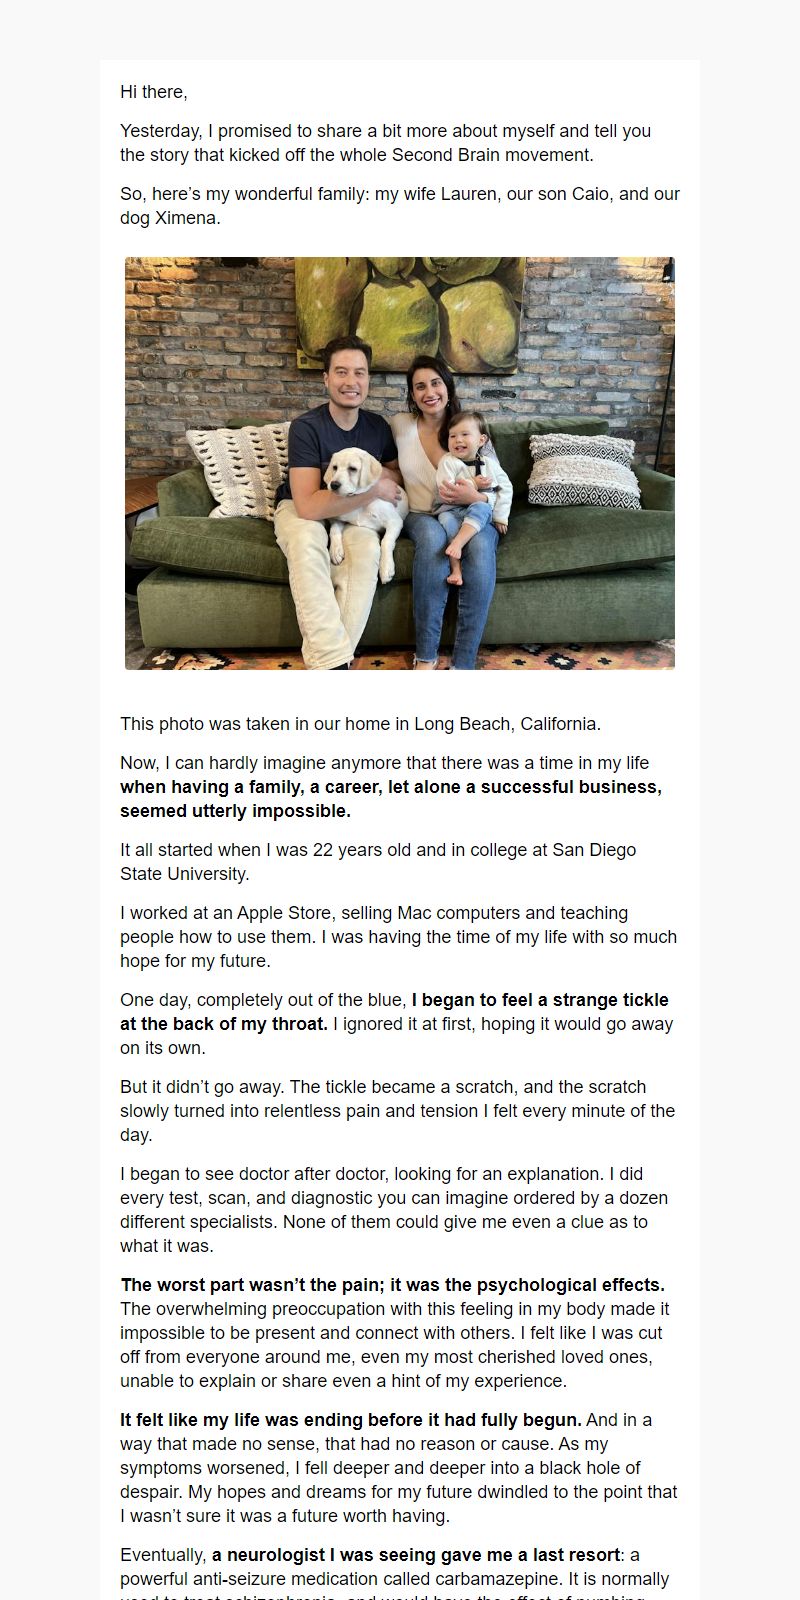 Hi there,
Yesterday, I promised to share a bit more about myself and tell you
the story that kicked off the whole Second Brain movement.
So, here’s my wonderful family: my wife Lauren, our son Caio, and our
dog Ximena.
This photo was taken in our home in Long Beach, California.
Now, I can hardly imagine anymore that there was a time in my life
when having a family, a career, let alone a successful business,
seemed utterly impossible.
It all started when I was 22 years old and in college at San Diego
State University.
I worked at an Apple Store, selling Mac computers and teaching
people how to use them. I was having the time of my life with so much
hope for my future.
One day, completely out of the blue, I began to feel a strange tickle
at the back of my throat. I ignored it at first, hoping it would go away
on its own.
But it didn’t go away. The tickle became a scratch, and the scratch
slowly turned into relentless pain and tension I felt every minute of the
day.
I began to see doctor after doctor, looking for an explanation. I did
every test, scan, and diagnostic you can imagine ordered by a dozen
different specialists. None of them could give me even a clue as to
what it was.
The worst part wasn’t the pain; it was the psychological effects.
The overwhelming preoccupation with this feeling in my body made it
impossible to be present and connect with others. I felt like I was cut
off from everyone around me, even my most cherished loved ones,
unable to explain or share even a hint of my experience.
It felt like my life was ending before it had fully begun. And in a
way that made no sense, that had no reason or cause. As my
symptoms worsened, I fell deeper and deeper into a black hole of
despair. My hopes and dreams for my future dwindled to the point that
I wasn’t sure it was a future worth having.
Eventually, a neurologist I was seeing gave me a last resort: a
powerful anti-seizure medication called carbamazepine. It is normally
used to treat schizophrenia, and would have the effect of numbing